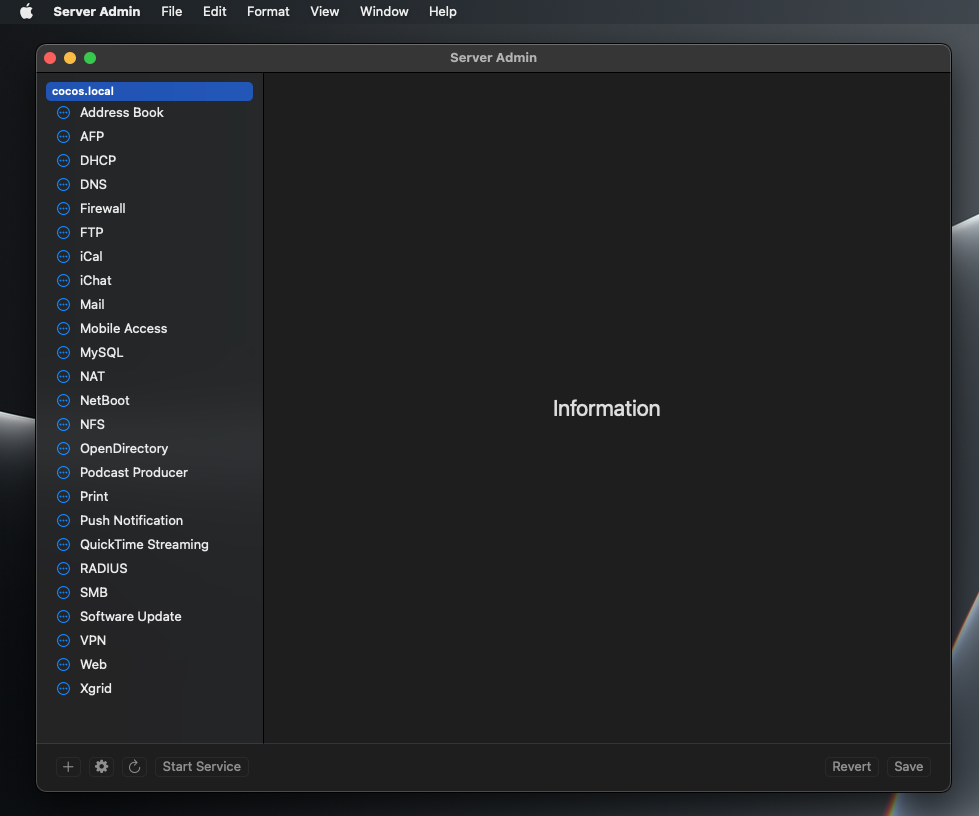 Server Admin File Edit Format View Window Help
Server Admin
cocos.local
Address Book
AFP
DHCP
DNS
Firewall
FTP
iCal
iChat
Mail
Mobile Access
MySQL
NAT
NetBoot
NFS
OpenDirectory
Podcast Producer
Print
Push Notification
QuickTime Streaming
RADIUS
SMB
Software Update
VPN
Web
Xgrid
Information
Start Service Revert Save